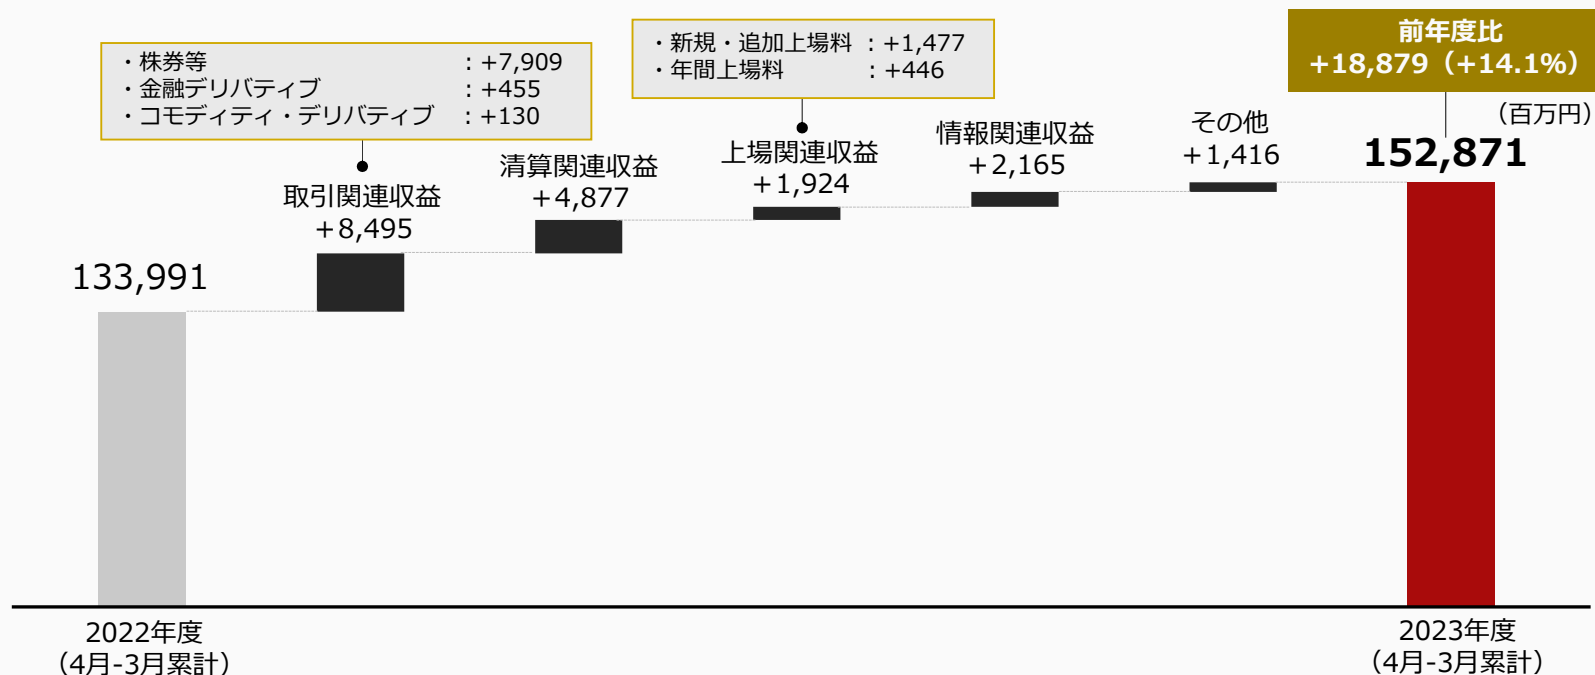 ・株券等 : +7,909
・金融デリバティブ : +455
・コモディティ・デリバティブ : +130
・新規・追加上場料 : +1,477
・年間上場料 : +446
前年度比
+18,879（+14.1%）
（百万円）
133,991
取引関連収益
+8,495
清算関連収益
+4,877
上場関連収益
+1,924
情報関連収益
+2,165
その他
+1,416
152,871
2022年度
（4月-3月累計）
2023年度
（4月-3月累計）